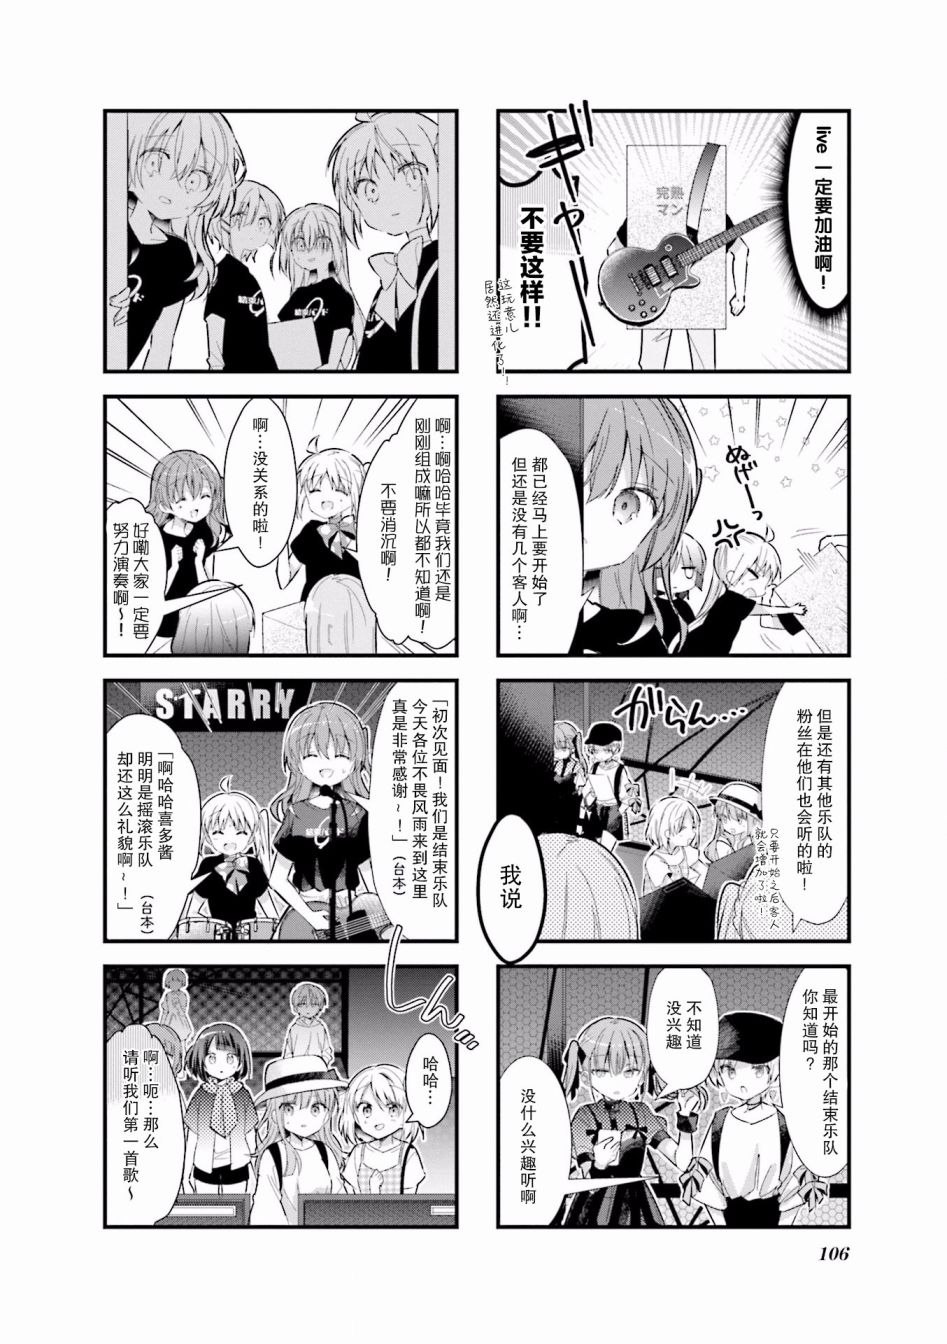 live 一定要加油啊！
完熟
マン
不要这样!!
这玩意儿
居然还进化了！！
都已经马上要开始了
但还是没有几个客人啊…
ぬげーっ
但是还有其他乐队的
粉丝在他们也会听的啦！
只要开始之后客人
就会增加了啦！
がらん…
我说
最开始的那个结束乐队
你知道吗？
不知道
没兴趣
没什么兴趣听啊
結束バンド
啊…啊哈哈毕竟我们还是
刚刚组成嘛所以都不知道啊！
不要消沉啊！
啊…没关系的啦！
好嘞大家一定要
努力演奏啊～！
STARRY
「初次见面！我们是结束乐队
今天各位不畏风雨来到这里
真是非常感谢～！」（台本）
「啊哈哈喜多酱
明明是摇滚乐队
却还这么礼貌啊～！」（台本）
しーん…
哈哈…
啊…呃…那么
请听我们第一首歌～
106